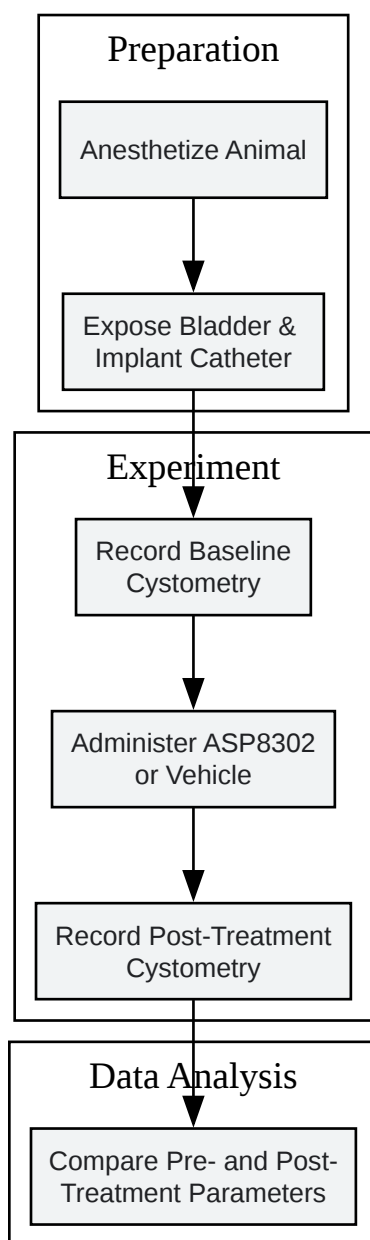 Preparation
Anesthetize Animal
Expose Bladder &
Implant Catheter
Experiment
Record Baseline
Cystometry
Administer ASP8302
or Vehicle
Record Post-Treatment
Cystometry
Data Analysis
Compare Pre- and Post-
Treatment Parameters